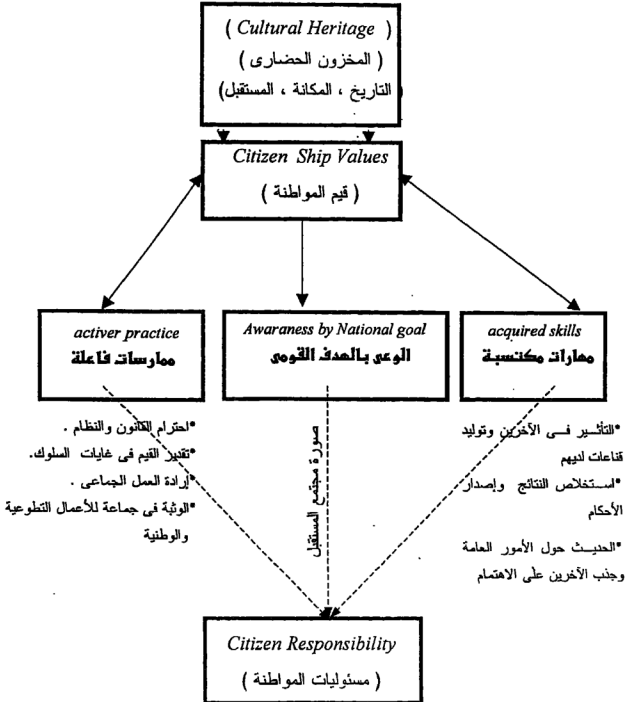 ( Cultural Heritage )
( المخزون الحضارى )
(التاريخ ، المكانة ، المستقبل)
Citizen Ship Values
( قيم المواطنة )
activer practice
ممارسات فاعلة
Awaraness by National goal
الوعى بالهدف القومى
acquired skills
مهارات مكتسبة
*احترام القانون والنظام .
*تقدير القيم فى غايات السلوك.
*إرادة العمل الجماعى .
*الوثبة فى جماعة للأعمال التطوعية
والوطنية
صورة مجتمع المستقبل
*التأثير فى الآخرين وتوليد
قناعات لديهم
*استخلاص النتائج وإصدار
الأحكام
*الحديث حول الأمور العامة
وجنب الآخرين على الاهتمام
Citizen Responsibility
( مسئوليات المواطنة )